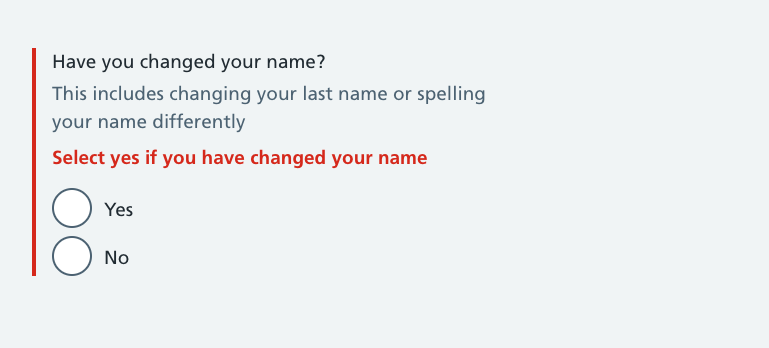 Have you changed your name?
This includes changing your last name or spelling
your name differently
Select yes if you have changed your name
Yes
No